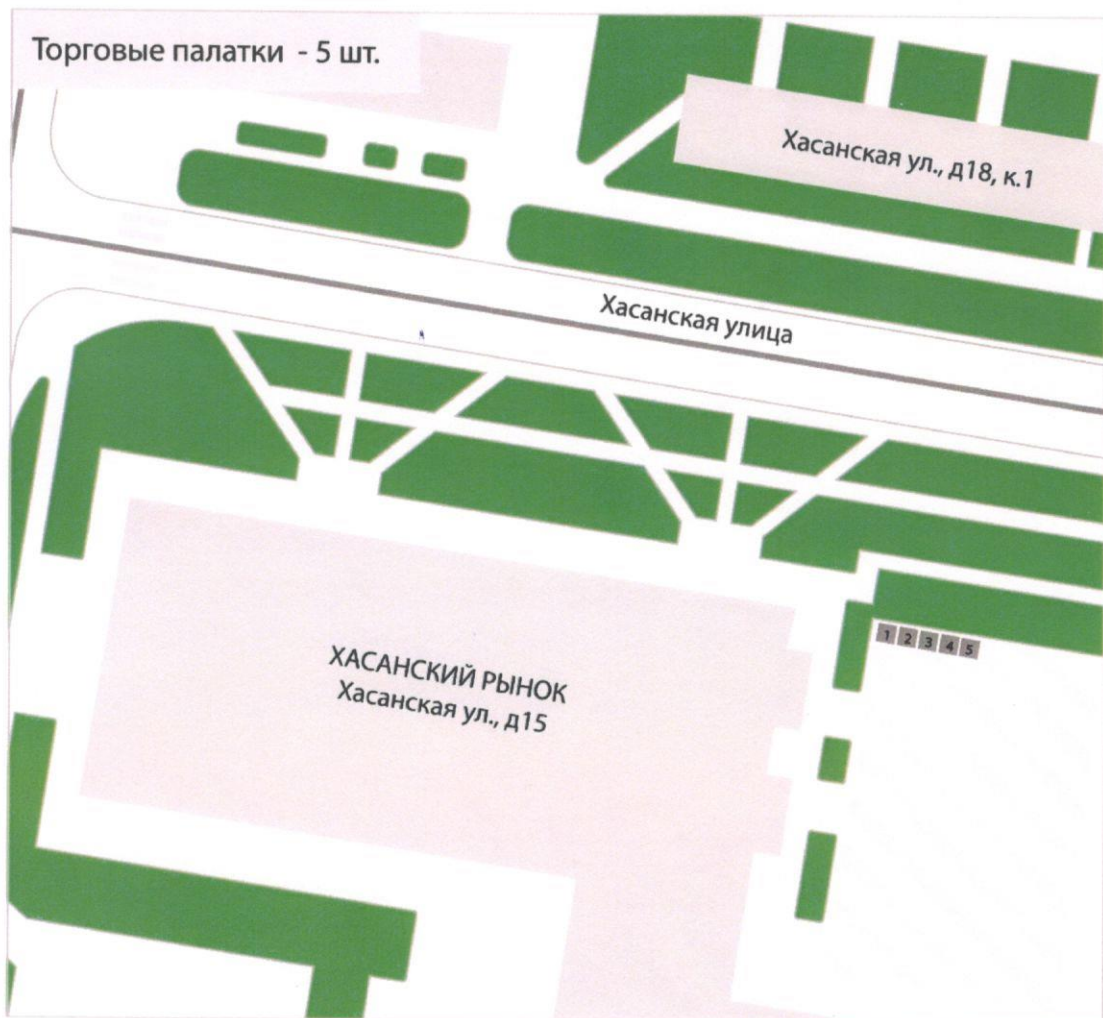 Торговые палатки - 5 шт.
Хасанская ул., д18, к.1
Хасанская улица
ХАСАНСКИЙ РЫНОК
Хасанская ул., д15
1 2 3 4 5